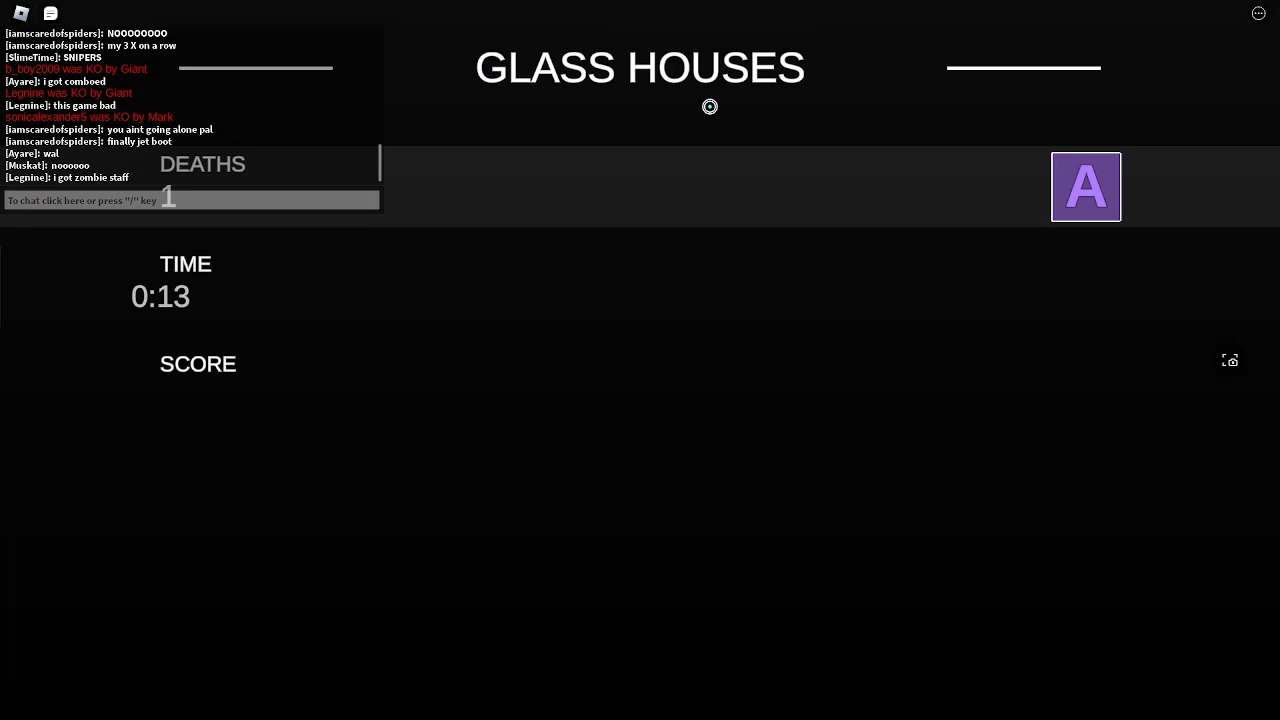 [iamscaredofspiders]: NOOOOOOOO
[iamscaredofspiders]: my 3 X on a row
[SlimeTime]: SNIPERS
b_boy2009 was KO by Giant
[Ayare]: i got comboed
Legnine was KO by Giant
[Legnine]: this game bad
sonicalexander5 was KO by Mark
[iamscaredofspiders]: you aint going alone pal
[iamscaredofspiders]: finally jet boot
[Ayare]: wal
[Muskat]: noooooo
[Legnine]: i got zombie staff
To chat click here or press "/" key
GLASS HOUSES
DEATHS
1
A
TIME
0:13
SCORE